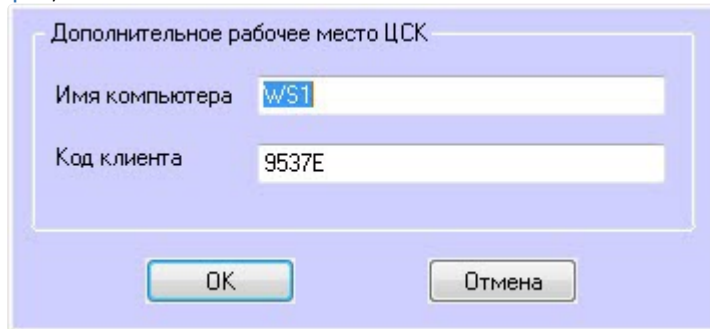 Дополнительное рабочее место ЦСК
Имя компьютера WS1
Код клиента 9537E
OK Отмена